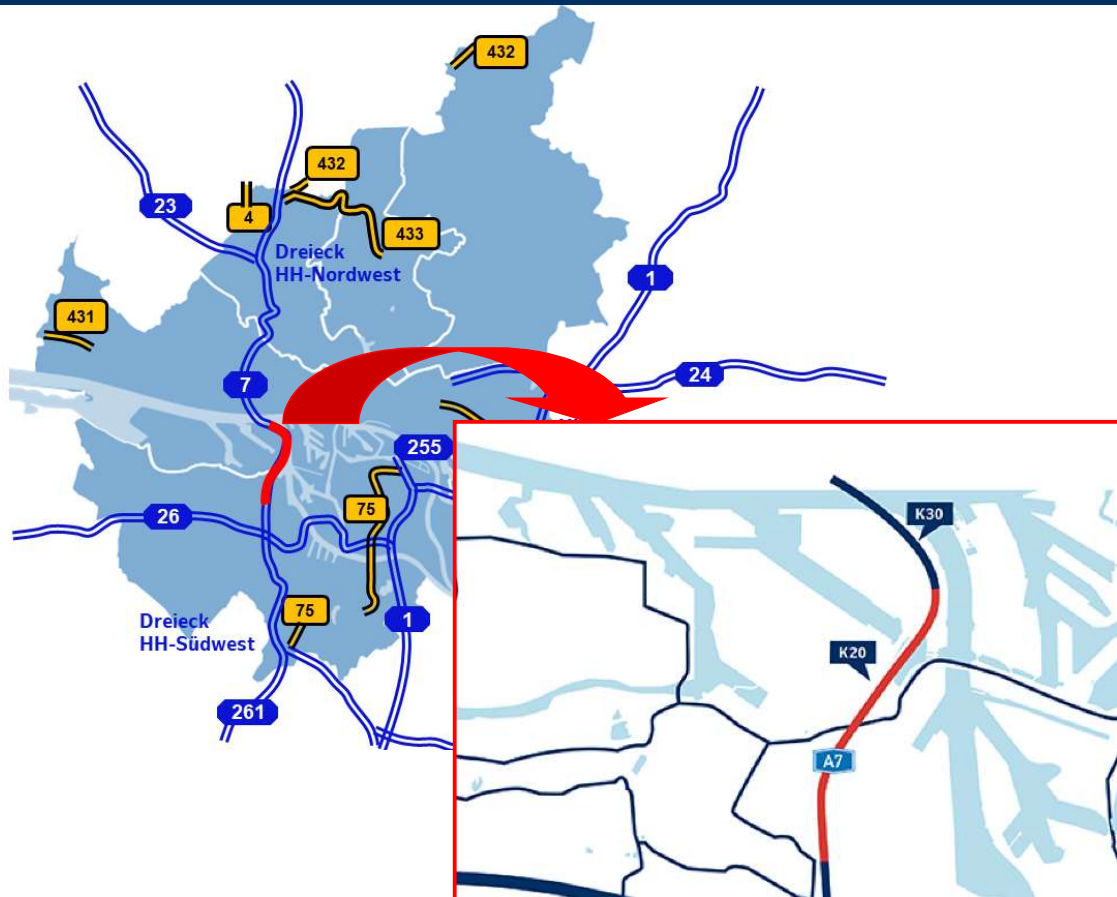 432
432
23
4
433
Dreieck
HH-Nordwest
1
431
24
7
255
75
26
K30
75
Dreieck
HH-Südwest
1
K20
261
A7